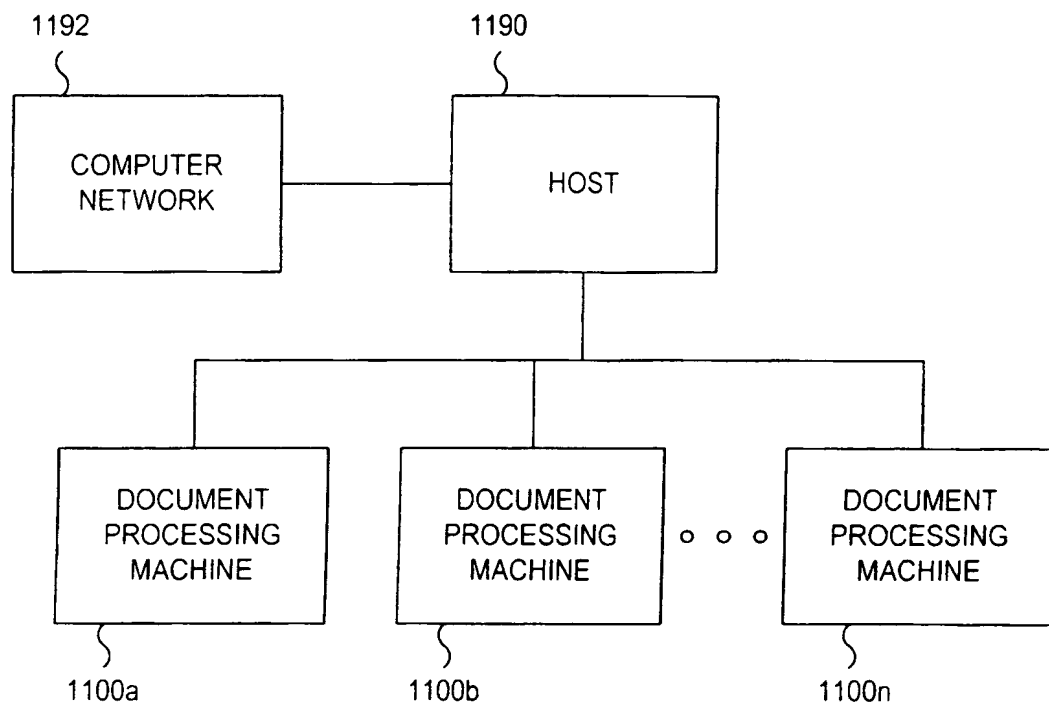 1192
1190
COMPUTER
NETWORK
HOST
DOCUMENT
PROCESSING
MACHINE
DOCUMENT
PROCESSING
MACHINE
DOCUMENT
PROCESSING
MACHINE
1100a
1100b
1100n